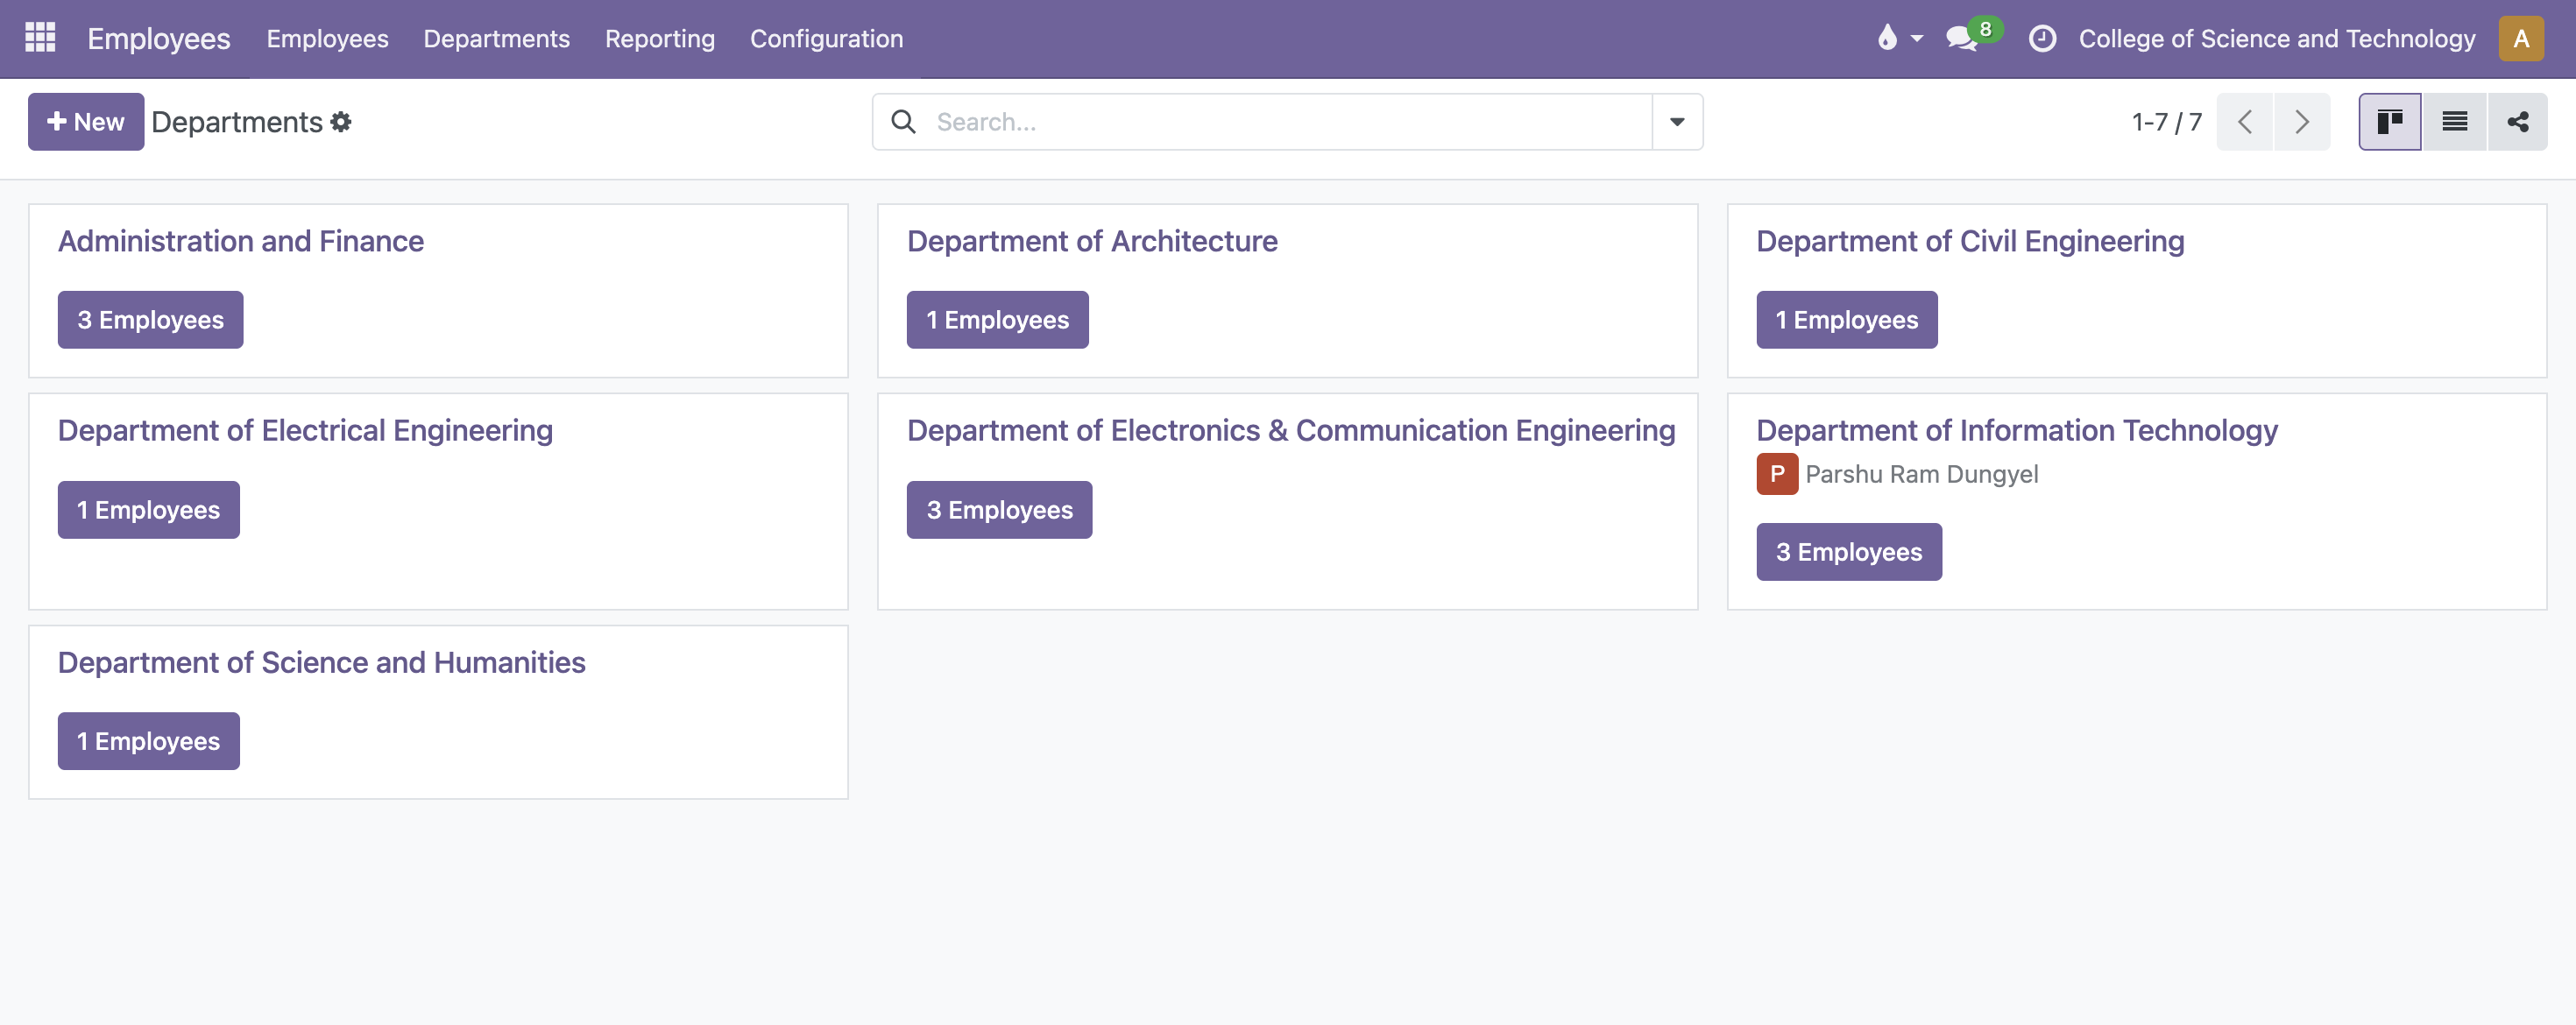 Employees Employees Departments Reporting Configuration 8 College of Science and Technology A
New Departments Search... 1-7 / 7
Administration and Finance
3 Employees
Department of Architecture
1 Employees
Department of Civil Engineering
1 Employees
Department of Electrical Engineering
1 Employees
Department of Electronics & Communication Engineering
3 Employees
Department of Information Technology
P Parshu Ram Dungyel
3 Employees
Department of Science and Humanities
1 Employees